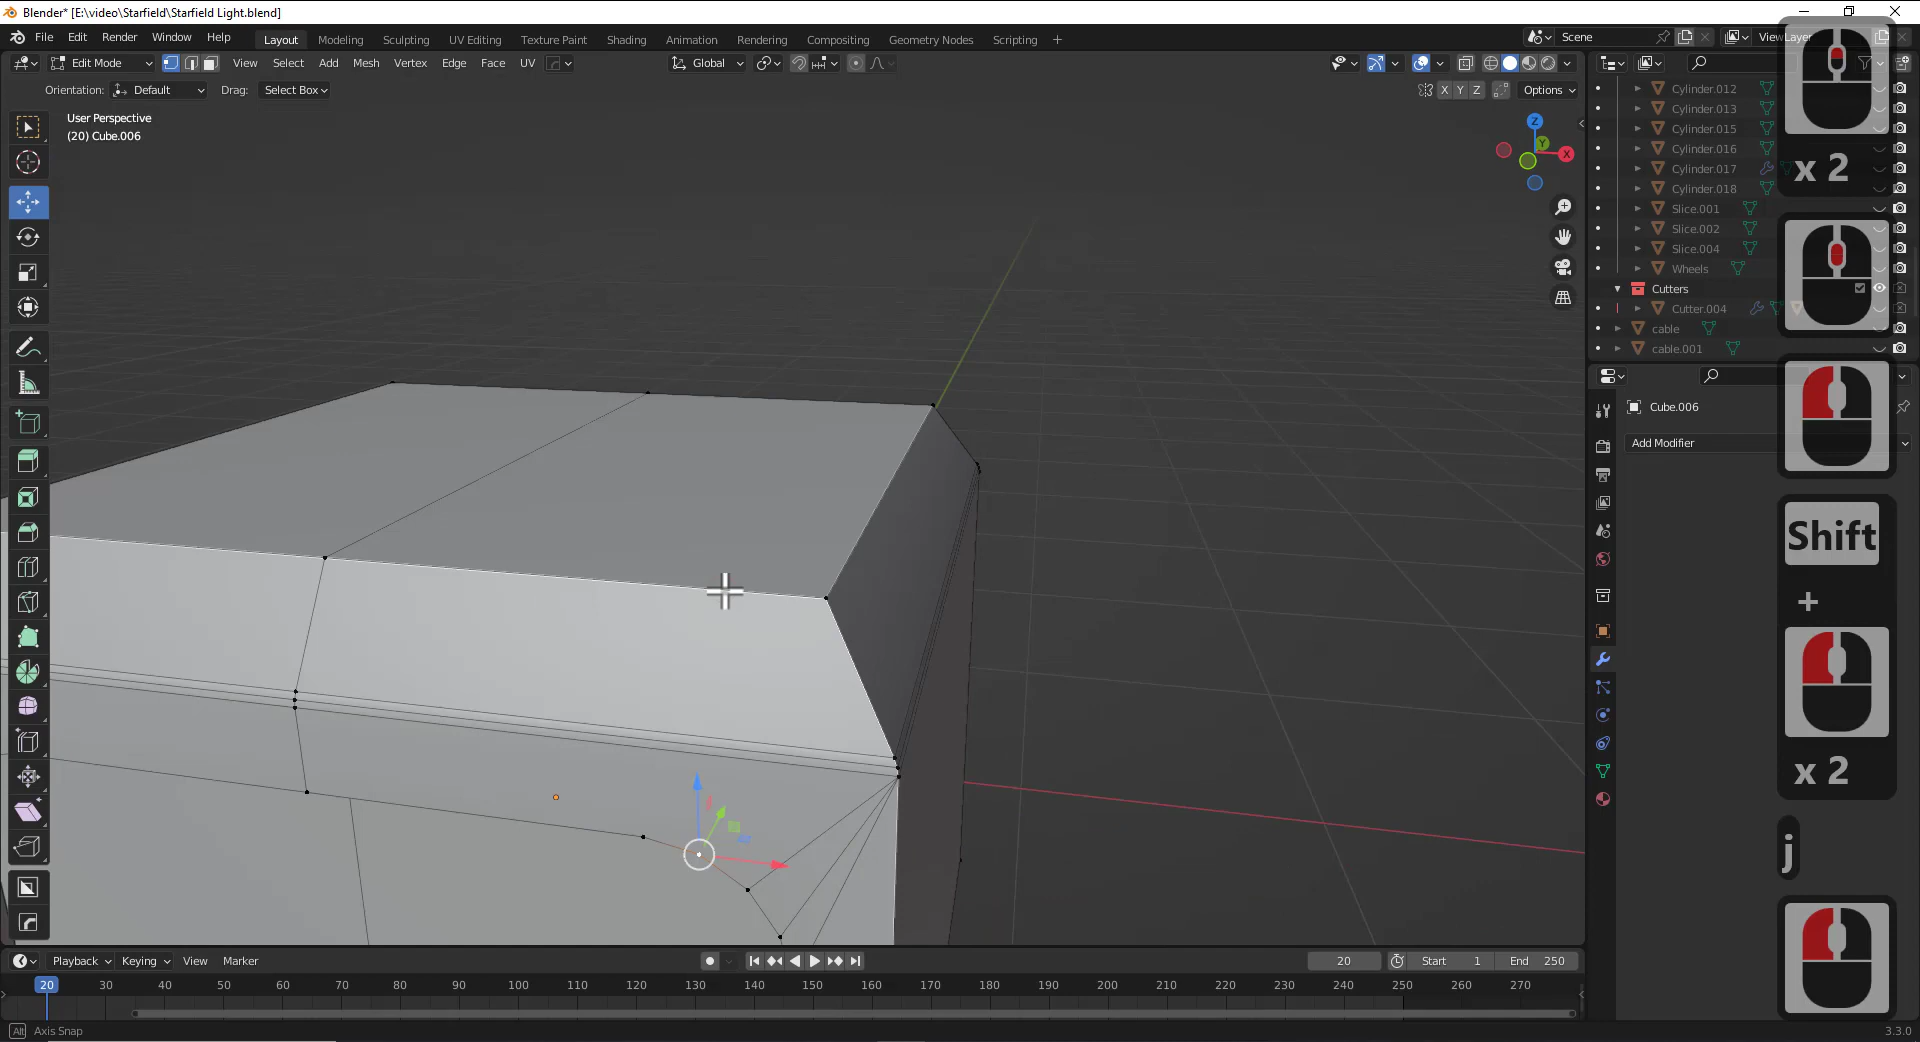 Blender* [E:\video\Starfield\Starfield Light.blend]
File Edit Render Window Help
Layout Modeling Sculpting UV Editing Texture Paint Shading Animation Rendering Compositing Geometry Nodes Scripting +
Scene
ViewLayer
Edit Mode View Select Add Mesh Vertex Edge Face UV
Global
Orientation: Default Drag: Select Box
X Y Z Options
User Perspective
(20) Cube.006
Z
Y
X
Cylinder.012
Cylinder.013
Cylinder.015
Cylinder.016
Cylinder.017
Cylinder.018
Slice.001
Slice.002
Slice.004
Wheels
Cutters
Cutter.004
cable
cable.001
Cube.006
Add Modifier
x 2
Shift
+
x 2
j
Playback Keying View Marker
20 Start 1 End 250
20 30 40 50 60 70 80 90 100 110 120 130 140 150 160 170 180 190 200 210 220 230 240 250 260 270
Alt Axis Snap
3.3.0